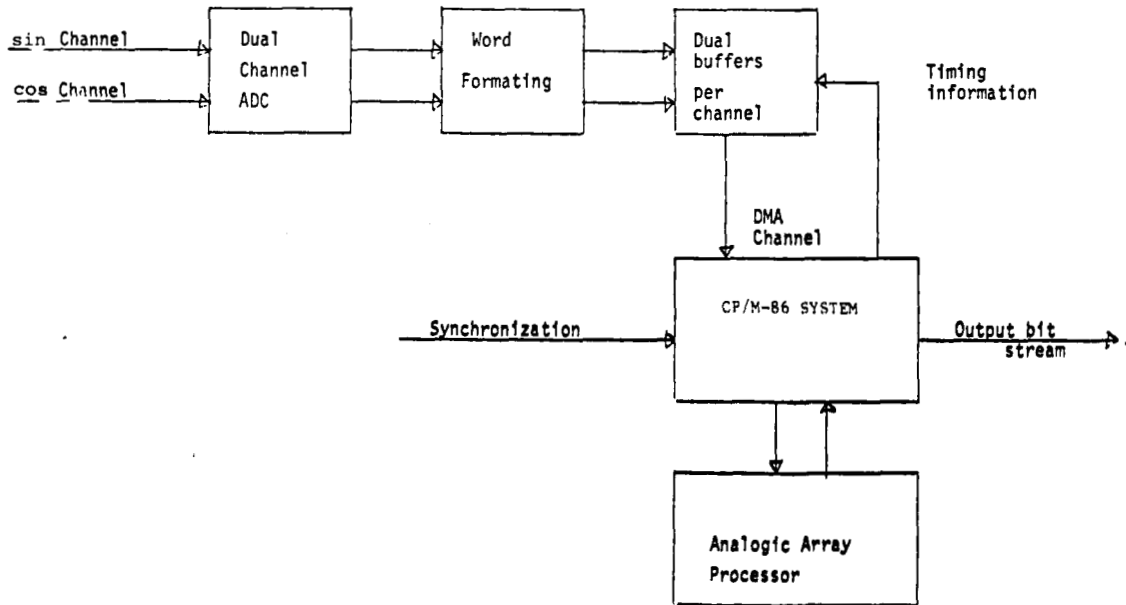 sin Channel
cos Channel
Dual
Channel
ADC
Word
Formating
Dual
buffers
per
channel
Timing
information
DMA
Channel
CP/M-86 SYSTEM
Synchronization
Output bit
stream
Analogic Array
Processor